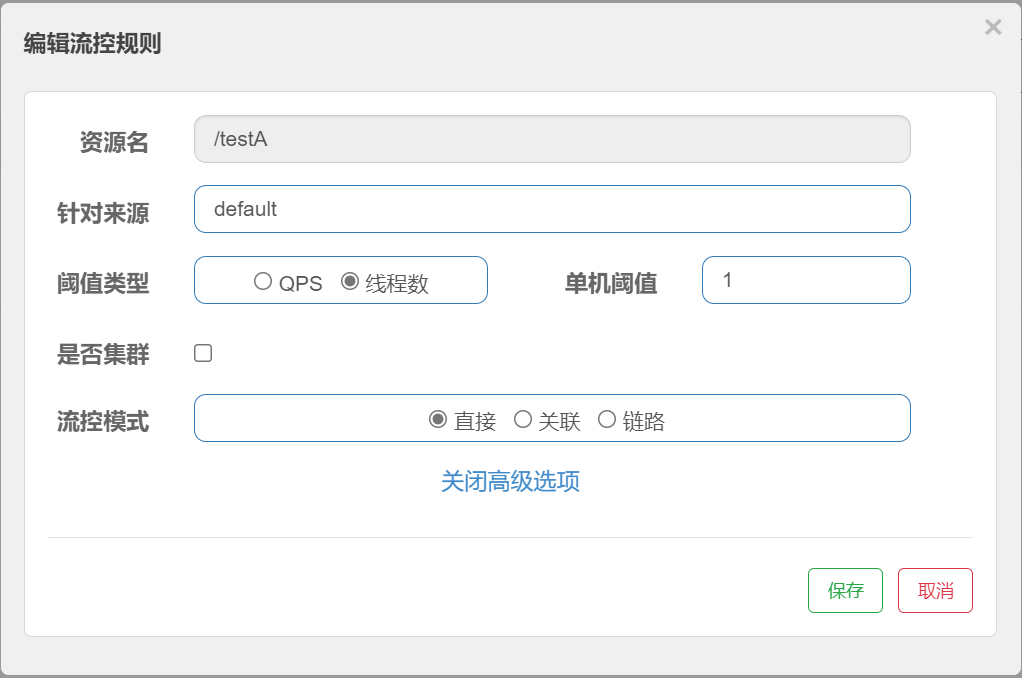 编辑流控规则
×
资源名 /testA
针对来源 default
阈值类型 QPS 线程数 单机阈值 1
是否集群
流控模式 直接 关联 链路
关闭高级选项
保存 取消